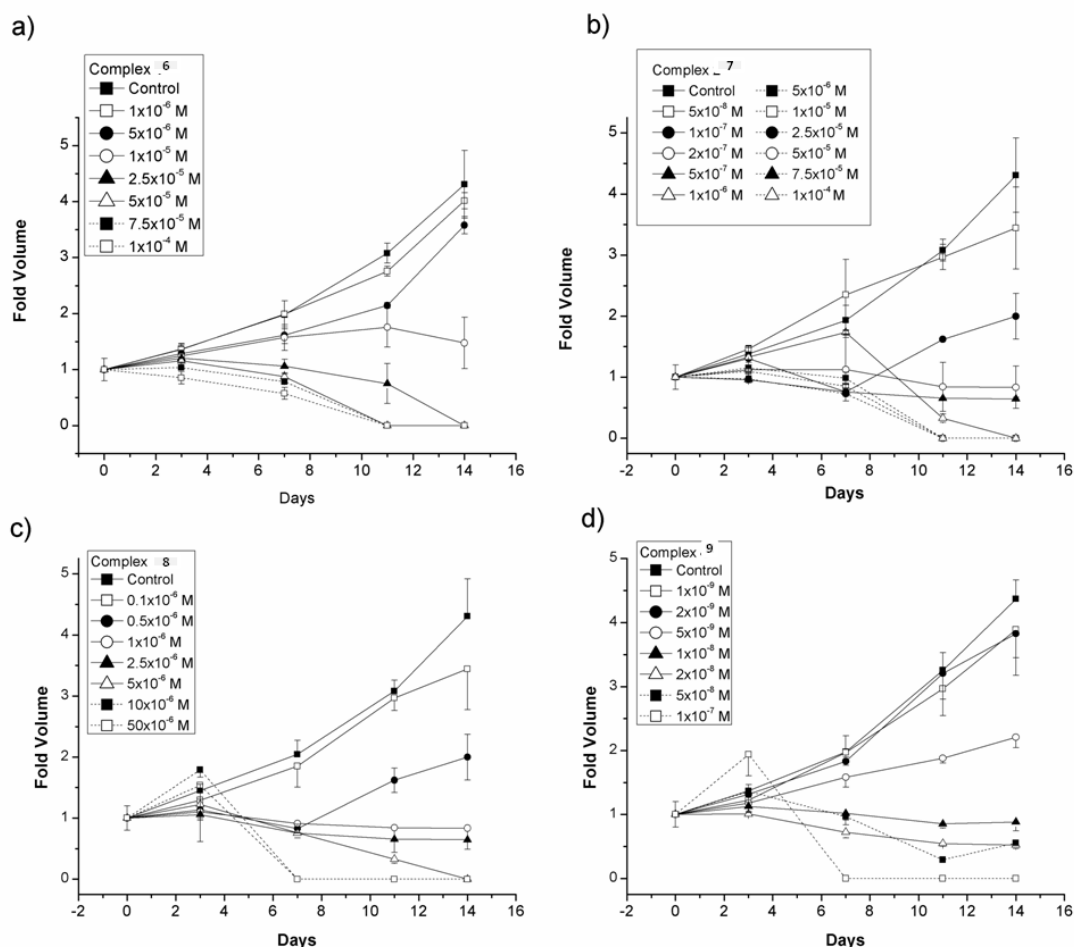 a)
Complex 6
Control
1x10⁻⁶ M
5x10⁻⁶ M
1x10⁻⁵ M
2.5x10⁻⁵ M
5x10⁻⁵ M
7.5x10⁻⁵ M
1x10⁻⁴ M
Fold Volume
5
4
3
2
1
0
0 2 4 6 8 10 12 14 16
Days
b)
Complex 7
Control 5x10⁻⁶ M
5x10⁻⁸ M 1x10⁻⁵ M
1x10⁻⁷ M 2.5x10⁻⁵ M
2x10⁻⁷ M 5x10⁻⁵ M
5x10⁻⁷ M 7.5x10⁻⁵ M
1x10⁻⁶ M 1x10⁻⁴ M
Fold Volume
5
4
3
2
1
0
-2 0 2 4 6 8 10 12 14 16
Days
c)
Complex 8
Control
0.1x10⁻⁶ M
0.5x10⁻⁶ M
1x10⁻⁶ M
2.5x10⁻⁶ M
5x10⁻⁶ M
10x10⁻⁶ M
50x10⁻⁶ M
Fold Volume
5
4
3
2
1
0
-2 0 2 4 6 8 10 12 14 16
Days
d)
Complex 9
Control
1x10⁻⁹ M
2x10⁻⁹ M
5x10⁻⁹ M
1x10⁻⁸ M
2x10⁻⁸ M
5x10⁻⁸ M
1x10⁻⁷ M
Fold Volume
5
4
3
2
1
0
-2 0 2 4 6 8 10 12 14 16
Days